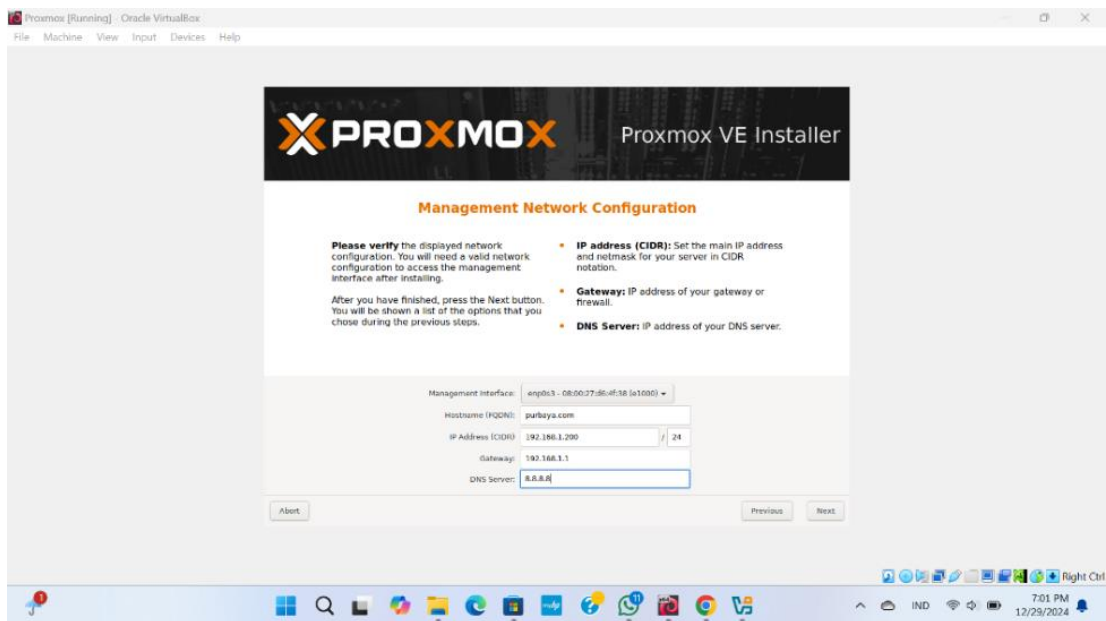 Proxmox [Running] - Oracle VirtualBox
File Machine View Input Devices Help
PROXMOX
Proxmox VE Installer
Management Network Configuration
Please verify the displayed network
configuration. You will need a valid network
configuration to access the management
interface after installing.
After you have finished, press the Next button.
You will be shown a list of the options that you
chose during the previous steps.
• IP address (CIDR): Set the main IP address
and netmask for your server in CIDR
notation.
• Gateway: IP address of your gateway or
firewall.
• DNS Server: IP address of your DNS server.
Management Interface: enp0s3 - 08:00:27:d6:4f:38 (e1000)
Hostname (FQDN): purbaya.com
IP Address (CIDR) 192.168.1.200 / 24
Gateway: 192.168.1.1
DNS Server: 8.8.8.8
Abort Previous Next
Right Ctrl
1 11 IND 7:01 PM
12/29/2024